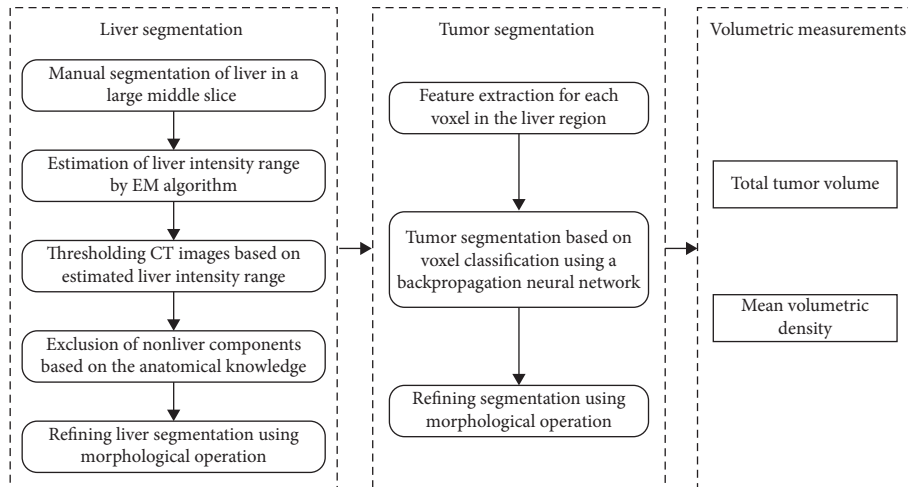 Liver segmentation
Manual segmentation of liver in a
large middle slice
Estimation of liver intensity range
by EM algorithm
Thresholding CT images based on
estimated liver intensity range
Exclusion of nonliver components
based on the anatomical knowledge
Refining liver segmentation using
morphological operation
Tumor segmentation
Feature extraction for each
voxel in the liver region
Tumor segmentation based on
voxel classification using a
backpropagation neural network
Refining segmentation using
morphological operation
Volumetric measurements
Total tumor volume
Mean volumetric
density